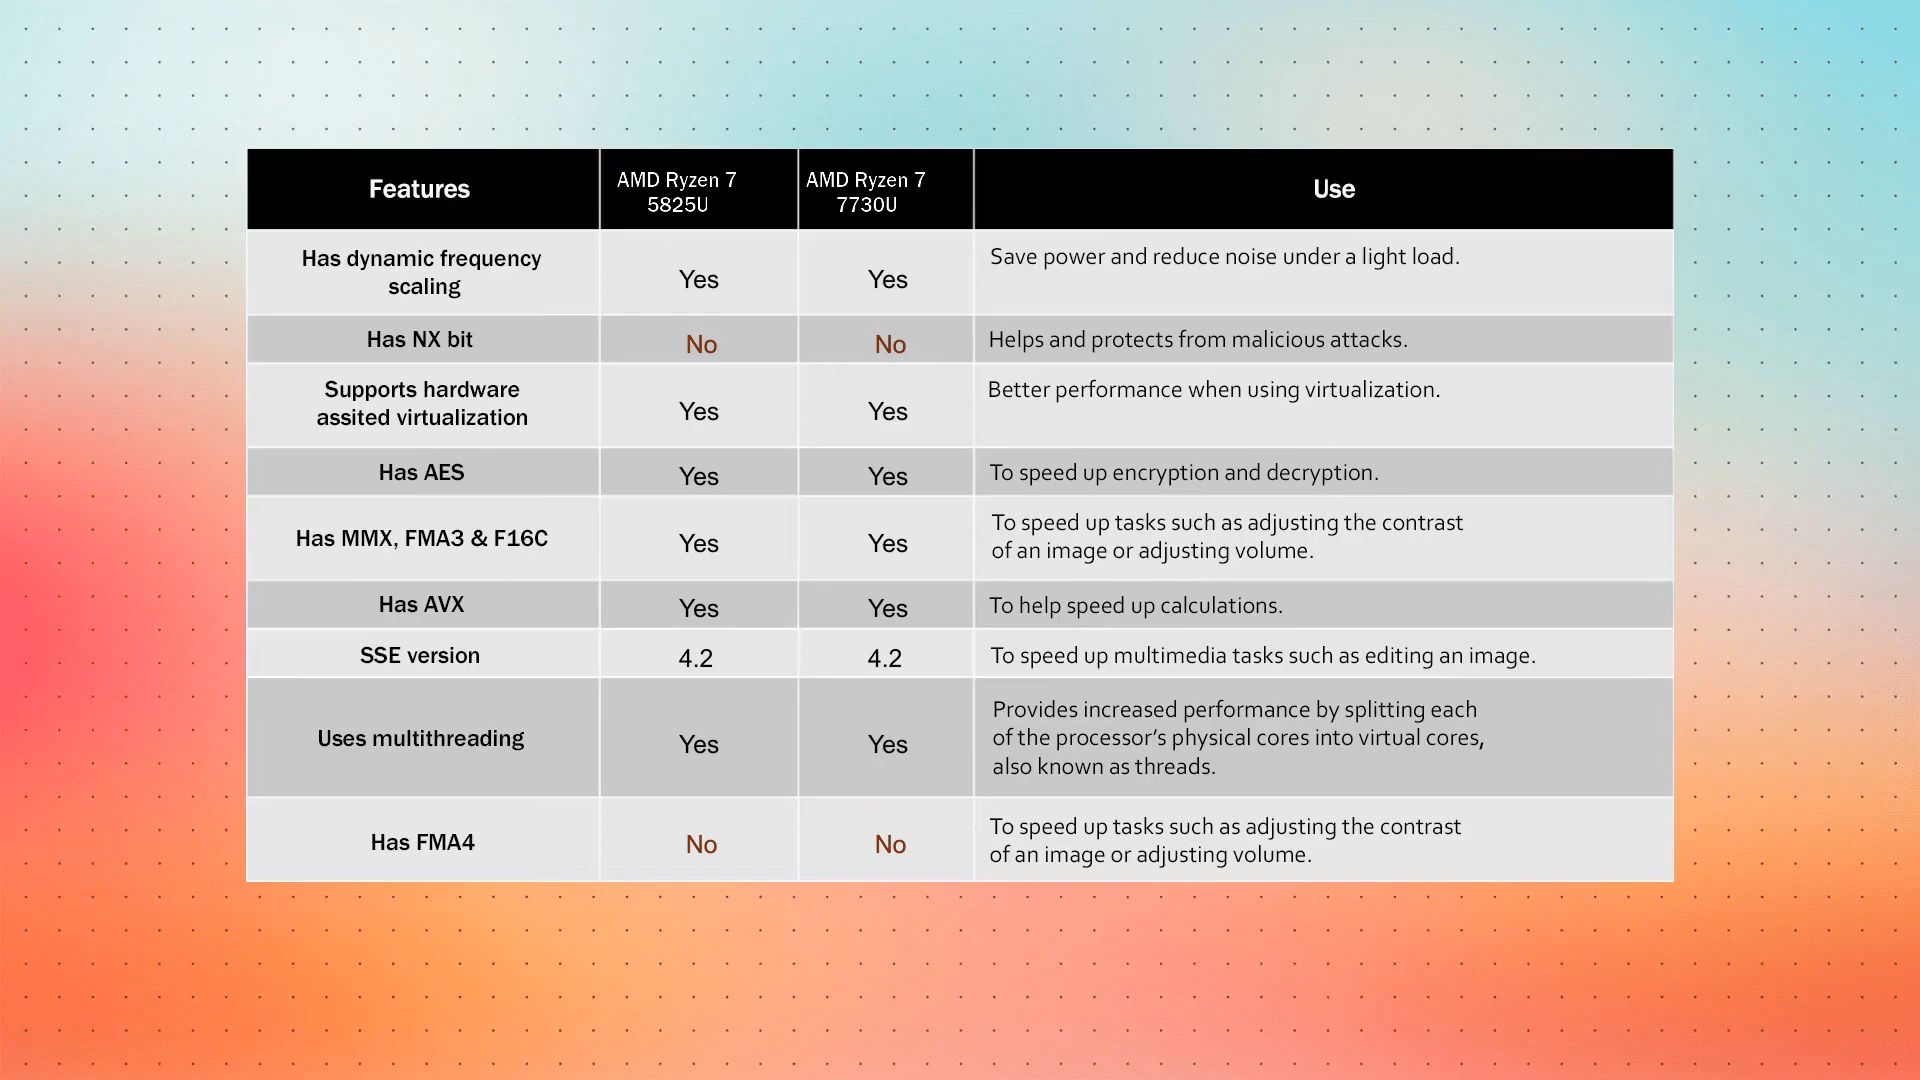 Features
AMD Ryzen 7
5825U
AMD Ryzen 7
7730U
Use
Has dynamic frequency
scaling
Yes
Yes
Save power and reduce noise under a light load.
Has NX bit
No
No
Helps and protects from malicious attacks.
Supports hardware
assited virtualization
Yes
Yes
Better performance when using virtualization.
Has AES
Yes
Yes
To speed up encryption and decryption.
Has MMX, FMA3 & F16C
Yes
Yes
To speed up tasks such as adjusting the contrast
of an image or adjusting volume.
Has AVX
Yes
Yes
To help speed up calculations.
SSE version
4.2
4.2
To speed up multimedia tasks such as editing an image.
Uses multithreading
Yes
Yes
Provides increased performance by splitting each
of the processor's physical cores into virtual cores,
also known as threads.
Has FMA4
No
No
To speed up tasks such as adjusting the contrast
of an image or adjusting volume.